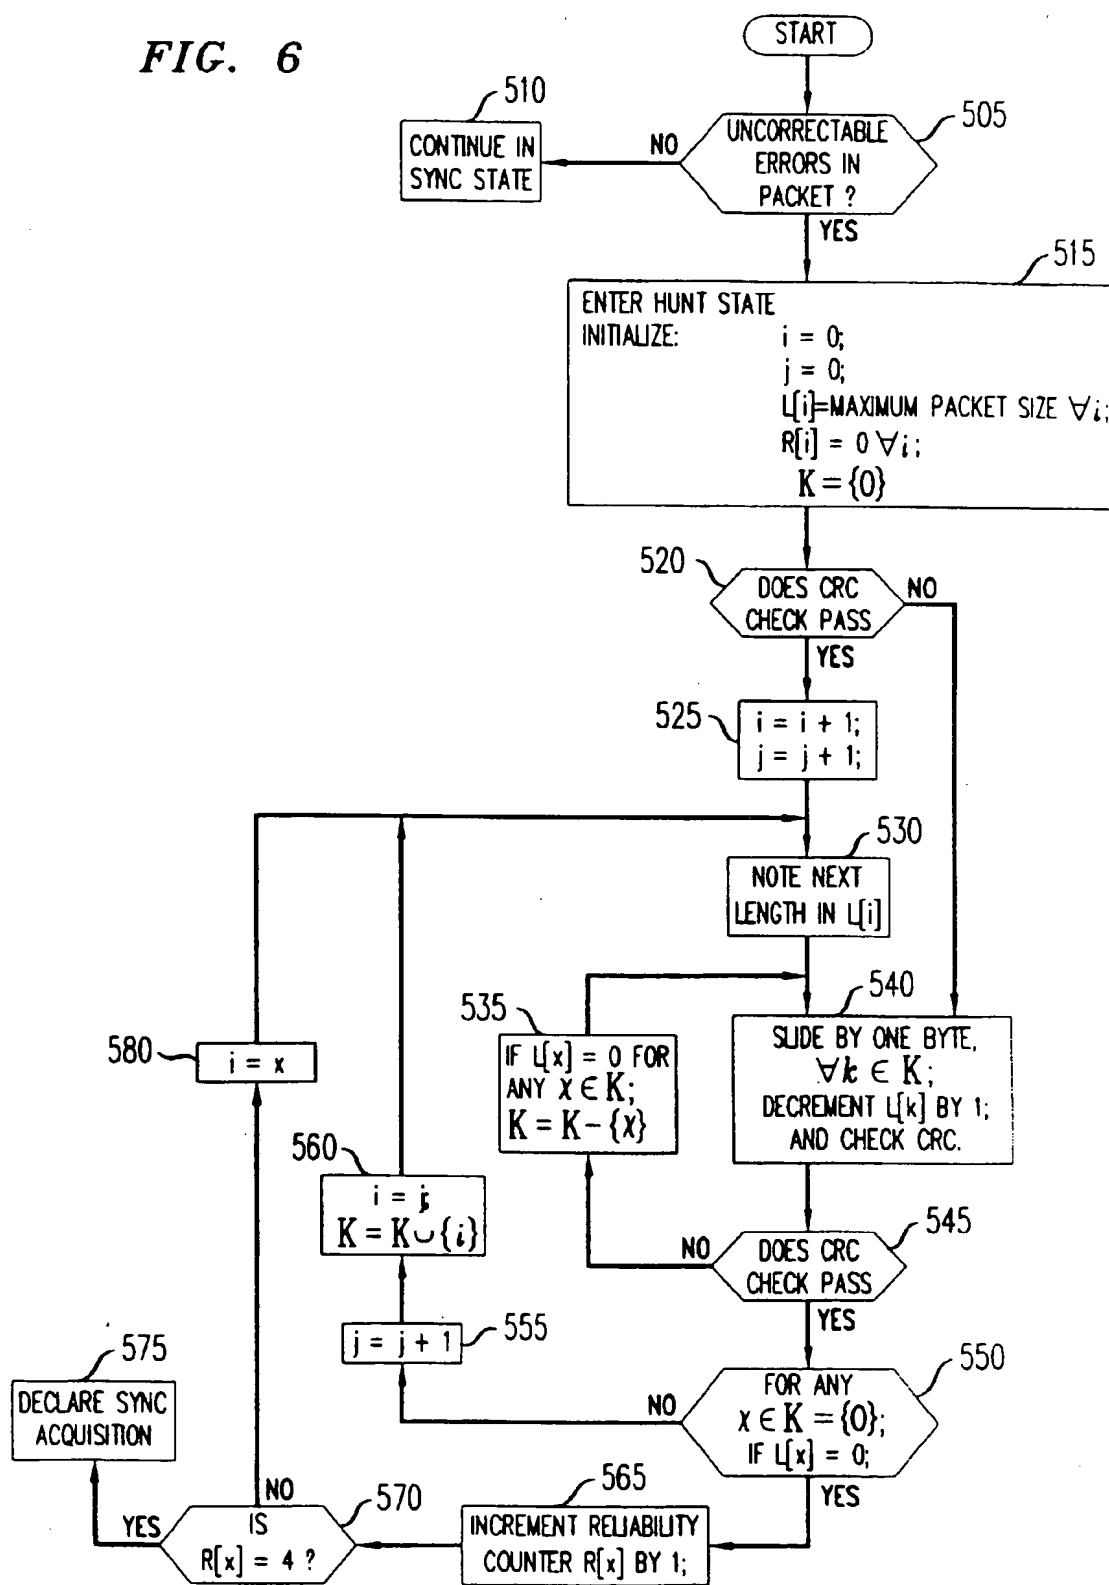 FIG. 6
START
510
505
CONTINUE IN
SYNC STATE
NO
UNCORRECTABLE
ERRORS IN
PACKET ?
YES
515
ENTER HUNT STATE
INITIALIZE: i = 0;
j = 0;
L[i]=MAXIMUM PACKET SIZE ∀i;
R[i] = 0 ∀i;
K = {0}
520
DOES CRC
CHECK PASS
NO
YES
525
i = i + 1;
j = j + 1;
530
NOTE NEXT
LENGTH IN L[i]
535
IF L[x] = 0 FOR
ANY χ ∈ K;
K = K – {χ}
540
SLIDE BY ONE BYTE,
∀k ∈ K;
DECREMENT L[k] BY 1;
AND CHECK CRC.
580
i = x
560
i = j;
K = K ∪ {i}
545
NO
DOES CRC
CHECK PASS
YES
555
j = j + 1
550
NO
FOR ANY
χ ∈ K = {0};
IF L[x] = 0;
YES
575
DECLARE SYNC
ACQUISITION
NO
570
YES
IS
R[x] = 4 ?
565
INCREMENT RELIABILITY
COUNTER R[x] BY 1;